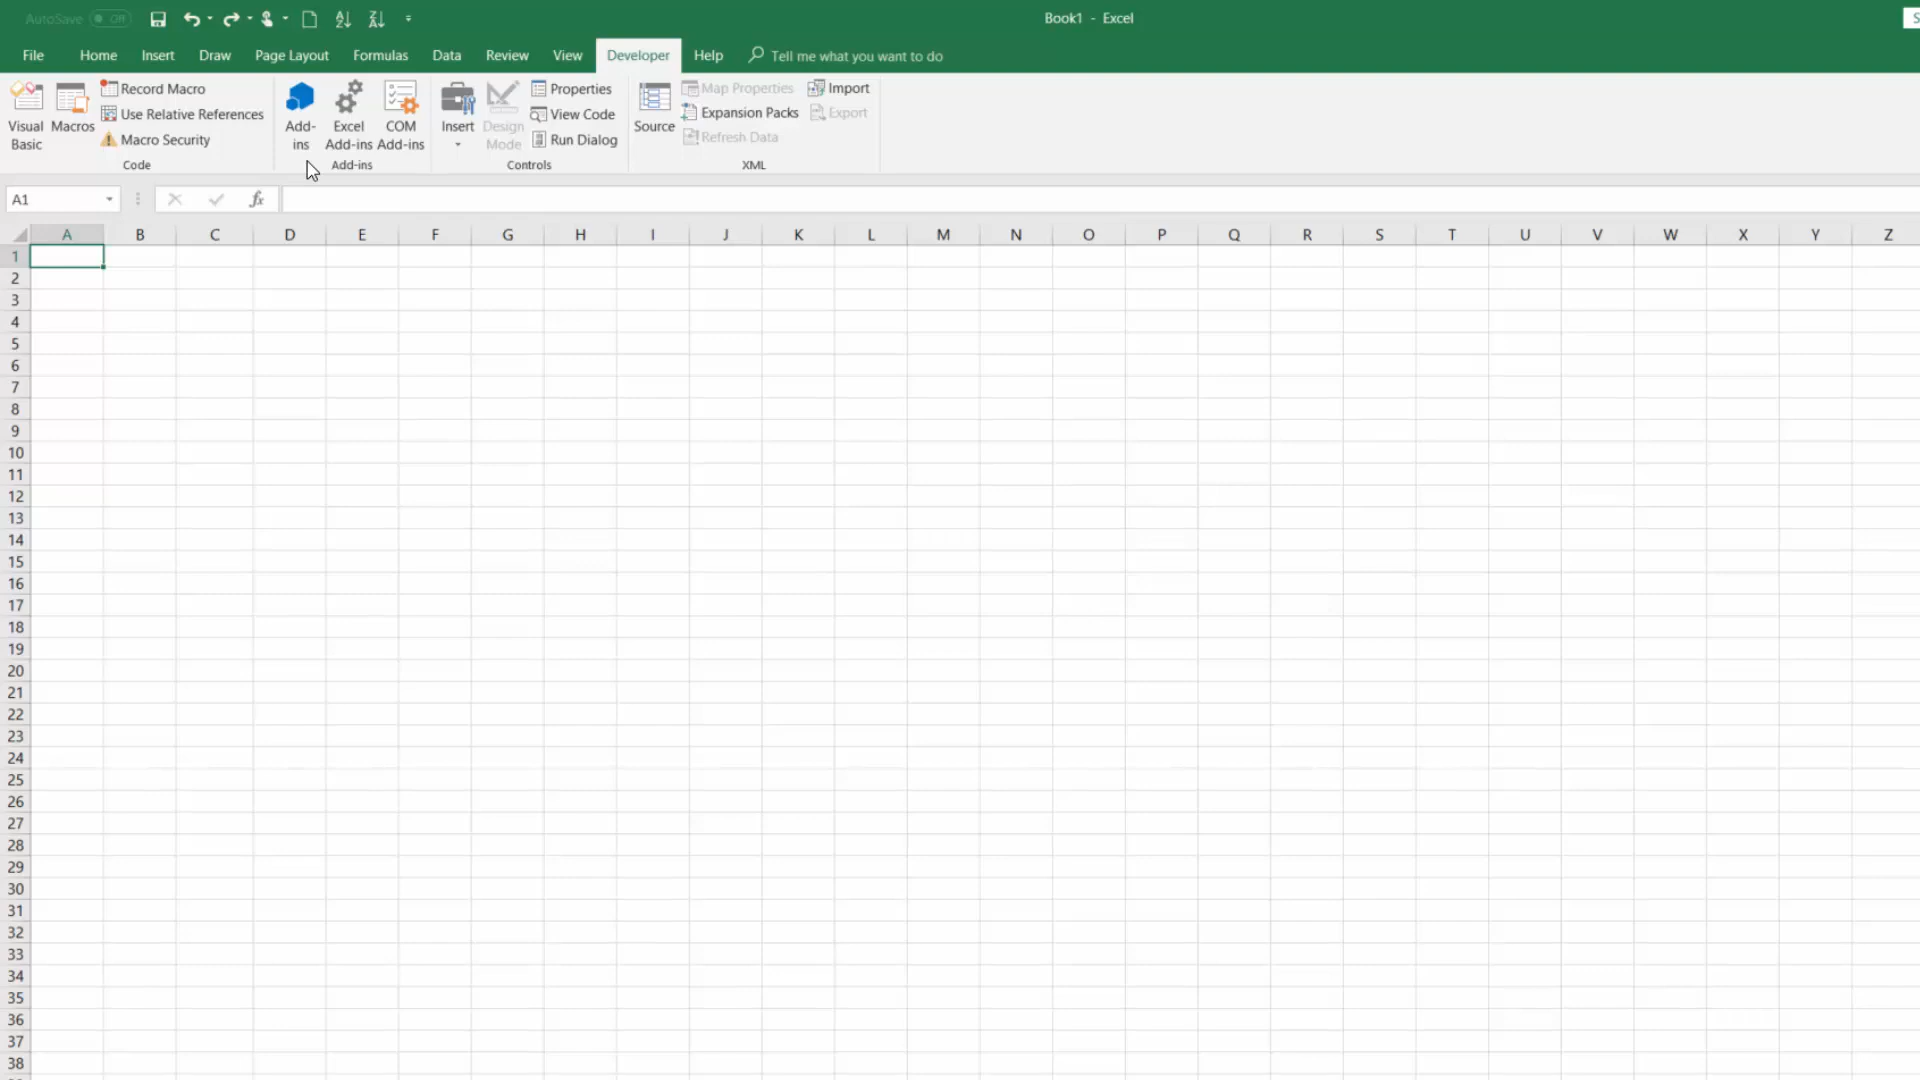 AutoSave Off
Book1 - Excel
S
File Home Insert Draw Page Layout Formulas Data Review View Developer Help Tell me what you want to do
Visual Basic
Macros
Record Macro
Use Relative References
Macro Security
Code
Add-ins
Excel Add-ins
COM Add-ins
Add-ins
Insert
Design Mode
Properties
View Code
Run Dialog
Controls
Source
Map Properties
Expansion Packs
Refresh Data
Import
Export
XML
A1
fx
A B C D E F G H I J K L M N O P Q R S T U V W X Y Z
1
2
3
4
5
6
7
8
9
10
11
12
13
14
15
16
17
18
19
20
21
22
23
24
25
26
27
28
29
30
31
32
33
34
35
36
37
38